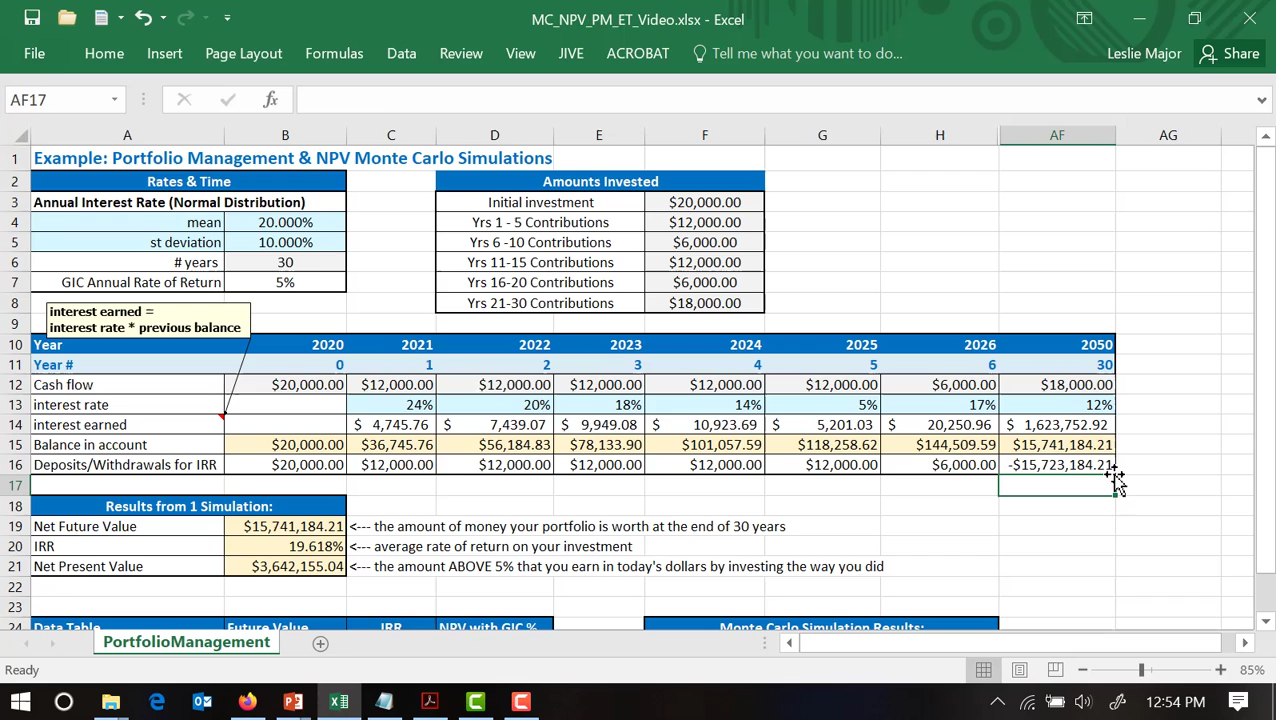 MC_NPV_PM_ET_Video.xlsx - Excel
File Home Insert Page Layout Formulas Data Review View JIVE ACROBAT Tell me what you want to do... Leslie Major Share
AF17 fx
A B C D E F G H AF AG
1 Example: Portfolio Management & NPV Monte Carlo Simulations
2 Rates & Time Amounts Invested
3 Annual Interest Rate (Normal Distribution) Initial investment $20,000.00
4 mean 20.000% Yrs 1 - 5 Contributions $12,000.00
5 st deviation 10.000% Yrs 6 -10 Contributions $6,000.00
6 # years 30 Yrs 11-15 Contributions $12,000.00
7 GIC Annual Rate of Return 5% Yrs 16-20 Contributions $6,000.00
8 Yrs 21-30 Contributions $18,000.00
interest earned =
9
interest rate * previous balance
10 Year 2020 2021 2022 2023 2024 2025 2026 2050
11 Year # 0 1 2 3 4 5 6 30
12 Cash flow $20,000.00 $12,000.00 $12,000.00 $12,000.00 $12,000.00 $12,000.00 $6,000.00 $18,000.00
13 interest rate 24% 20% 18% 14% 5% 17% 12%
14 interest earned $ 4,745.76 $ 7,439.07 $ 9,949.08 $ 10,923.69 $ 5,201.03 $ 20,250.96 $ 1,623,752.92
15 Balance in account $20,000.00 $36,745.76 $56,184.83 $78,133.90 $101,057.59 $118,258.62 $144,509.59 $15,741,184.21
16 Deposits/Withdrawals for IRR $20,000.00 $12,000.00 $12,000.00 $12,000.00 $12,000.00 $12,000.00 $6,000.00 -$15,723,184.21
17
18 Results from 1 Simulation:
19 Net Future Value $15,741,184.21 <--- the amount of money your portfolio is worth at the end of 30 years
20 IRR 19.618% <--- average rate of return on your investment
21 Net Present Value $3,642,155.04 <--- the amount ABOVE 5% that you earn in today's dollars by investing the way you did
22
23
24 Data Table Future Value IRR NPV with GIC % Monte Carlo Simulation Results:
PortfolioManagement
Ready 85%
12:54 PM